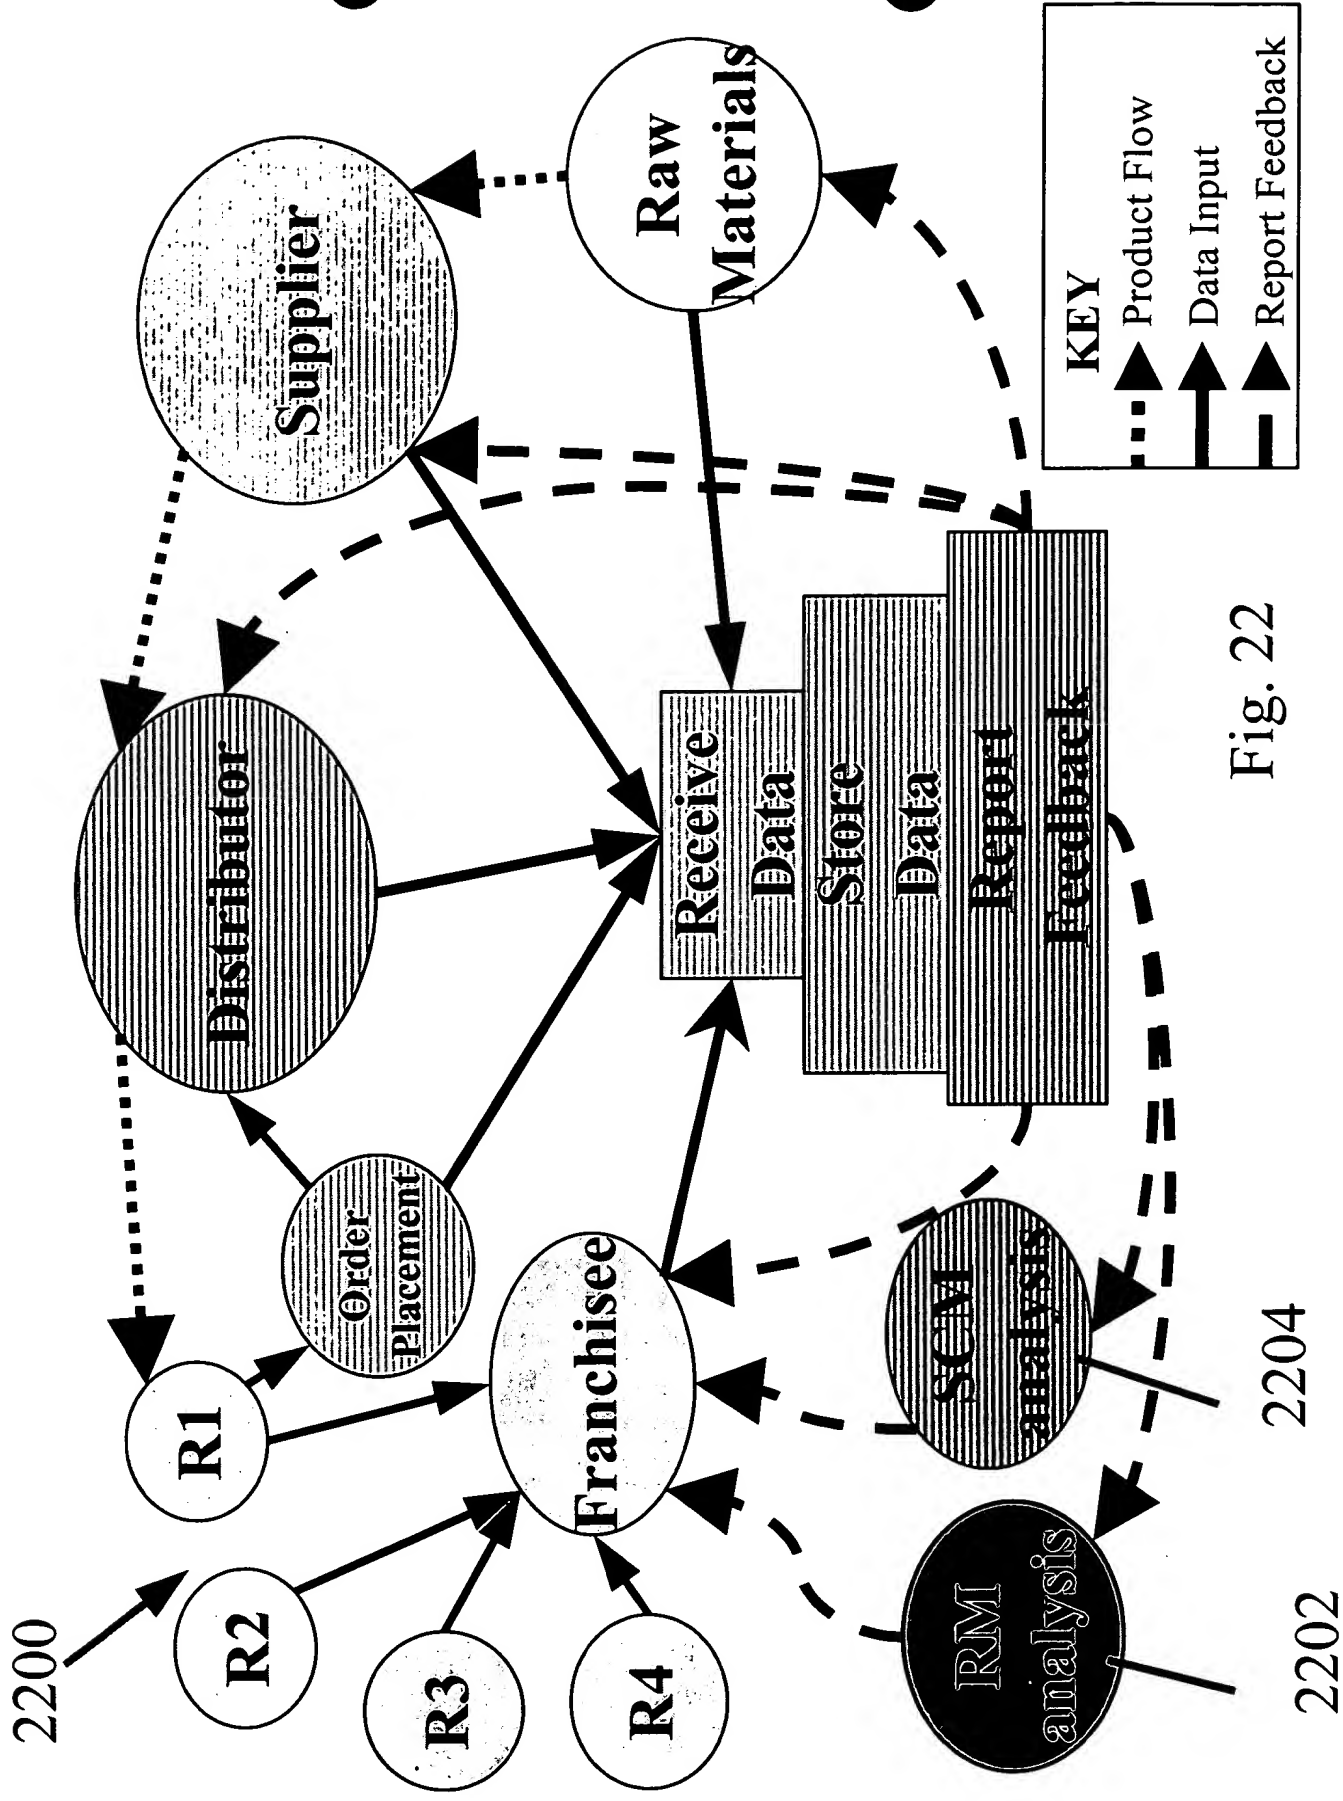 2200
R1
R2
R3
R4
Order
Placement
Distributor
Supplier
Franchisee
Raw
Materials
Receive
Data
Store
Data
Report
Feedback
RM
analysis
SCM
analysis
2202
2204
Fig. 22
KEY
Product Flow
Data Input
Report Feedback